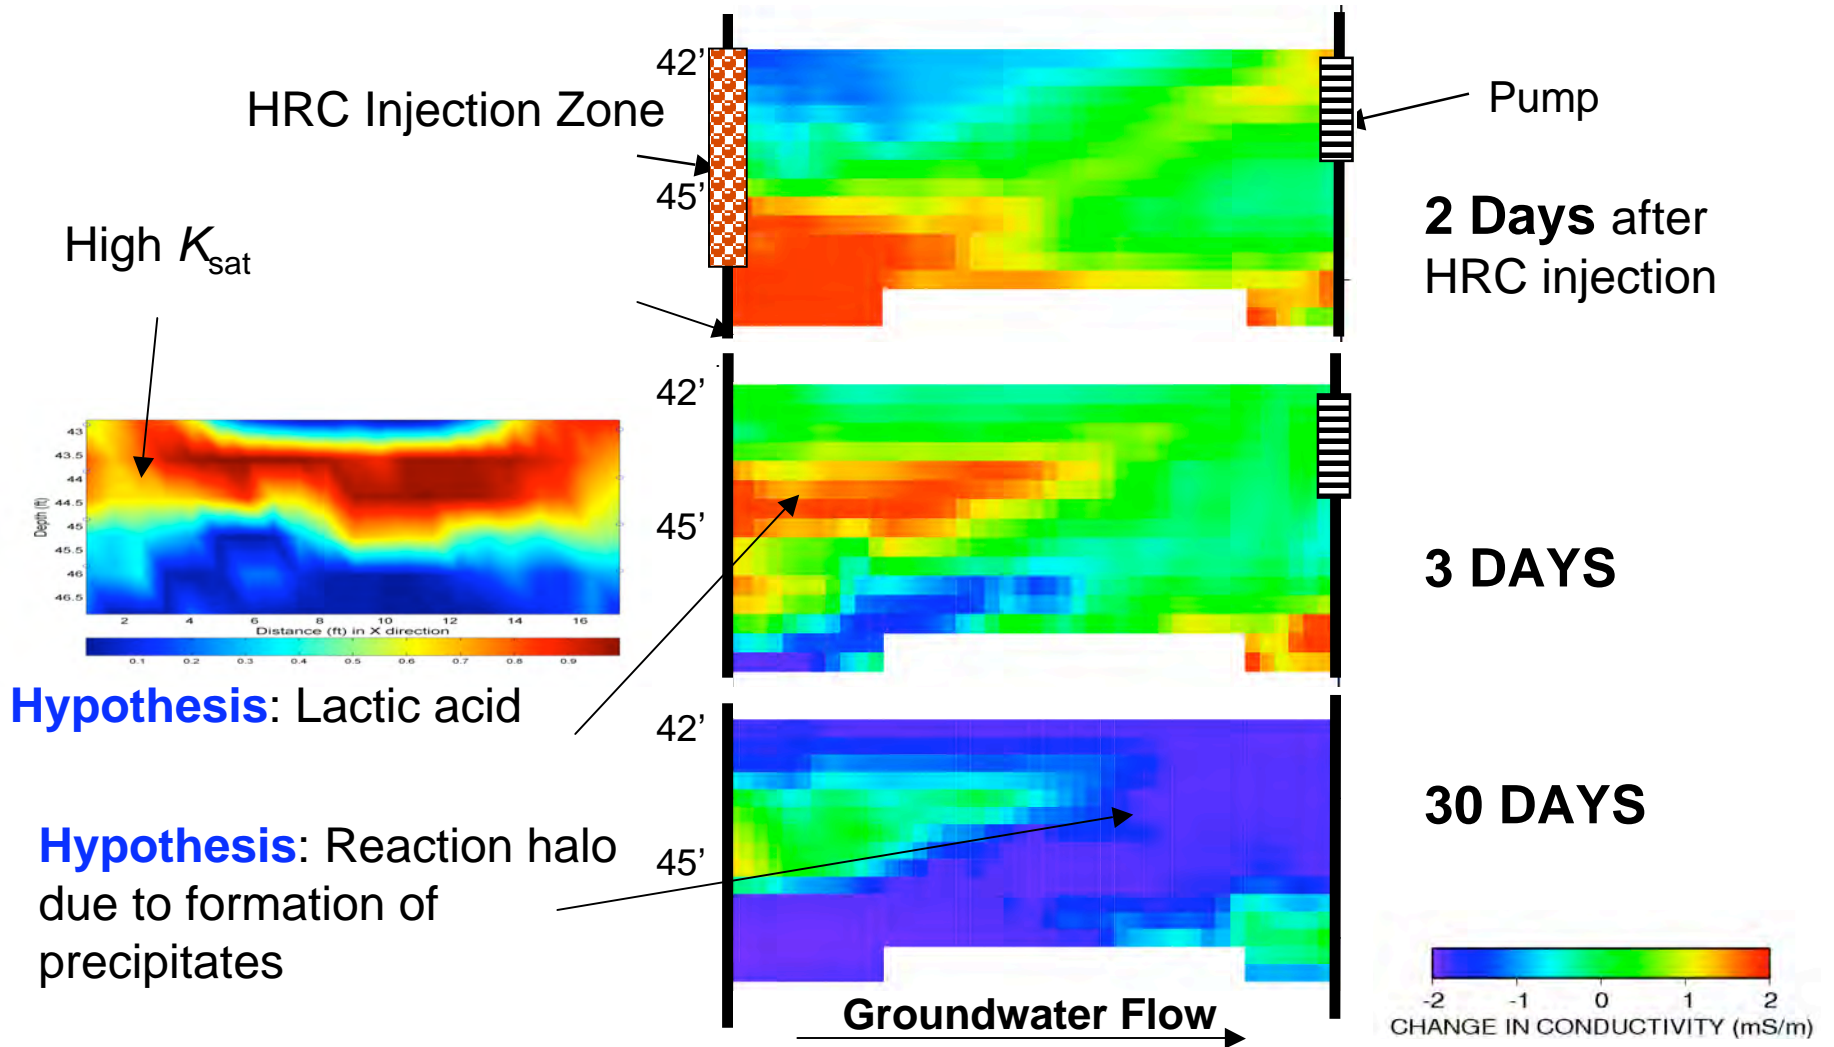 42’
HRC Injection Zone
Pump
45’
2 Days after
HRC injection
High Ksat
42’
43
43.5
44
44.5
45
45.5
46
46.5
Depth (ft)
2 4 6 8 10 12 14 16
Distance (ft) in X direction
0.1 0.2 0.3 0.4 0.5 0.6 0.7 0.8 0.9
45’
3 DAYS
Hypothesis: Lactic acid
42’
30 DAYS
Hypothesis: Reaction halo
due to formation of
precipitates
45’
Groundwater Flow
-2 -1 0 1 2
CHANGE IN CONDUCTIVITY (mS/m)